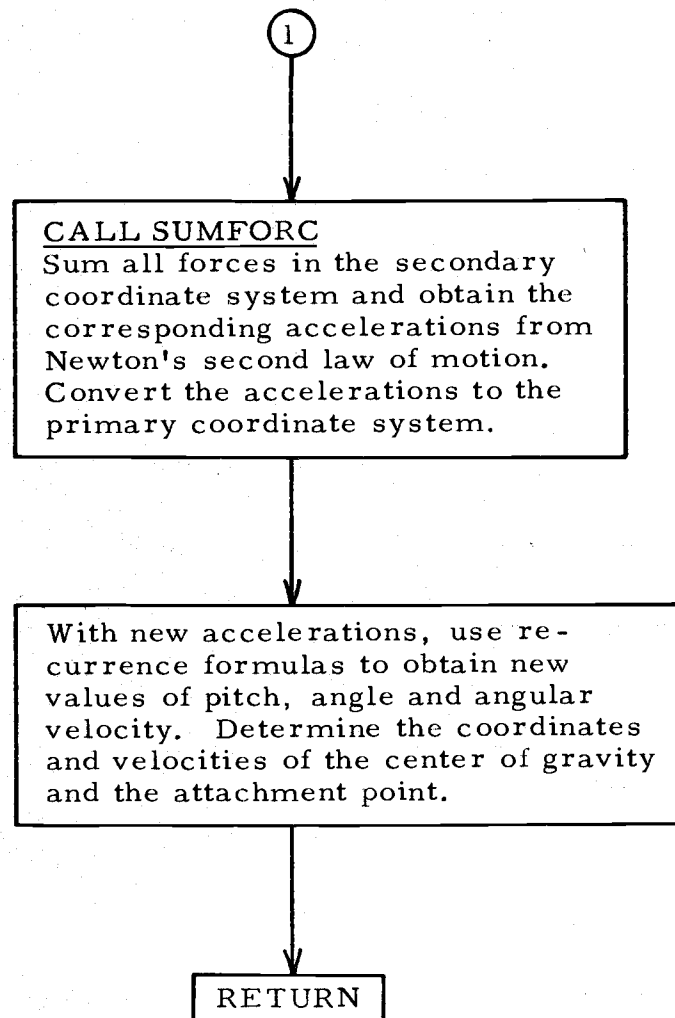 1
CALL SUMFORC
Sum all forces in the secondary
coordinate system and obtain the
corresponding accelerations from
Newton's second law of motion.
Convert the accelerations to the
primary coordinate system.
With new accelerations, use re-
currence formulas to obtain new
values of pitch, angle and angular
velocity. Determine the coordinates
and velocities of the center of gravity
and the attachment point.
RETURN